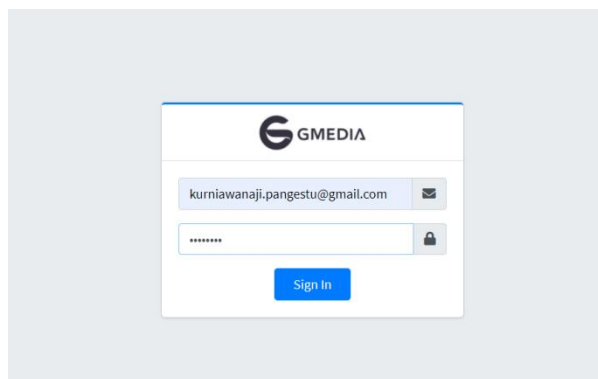 GMEDIA
kurniawanaji.pangestu@gmail.com
••••••••
Sign In